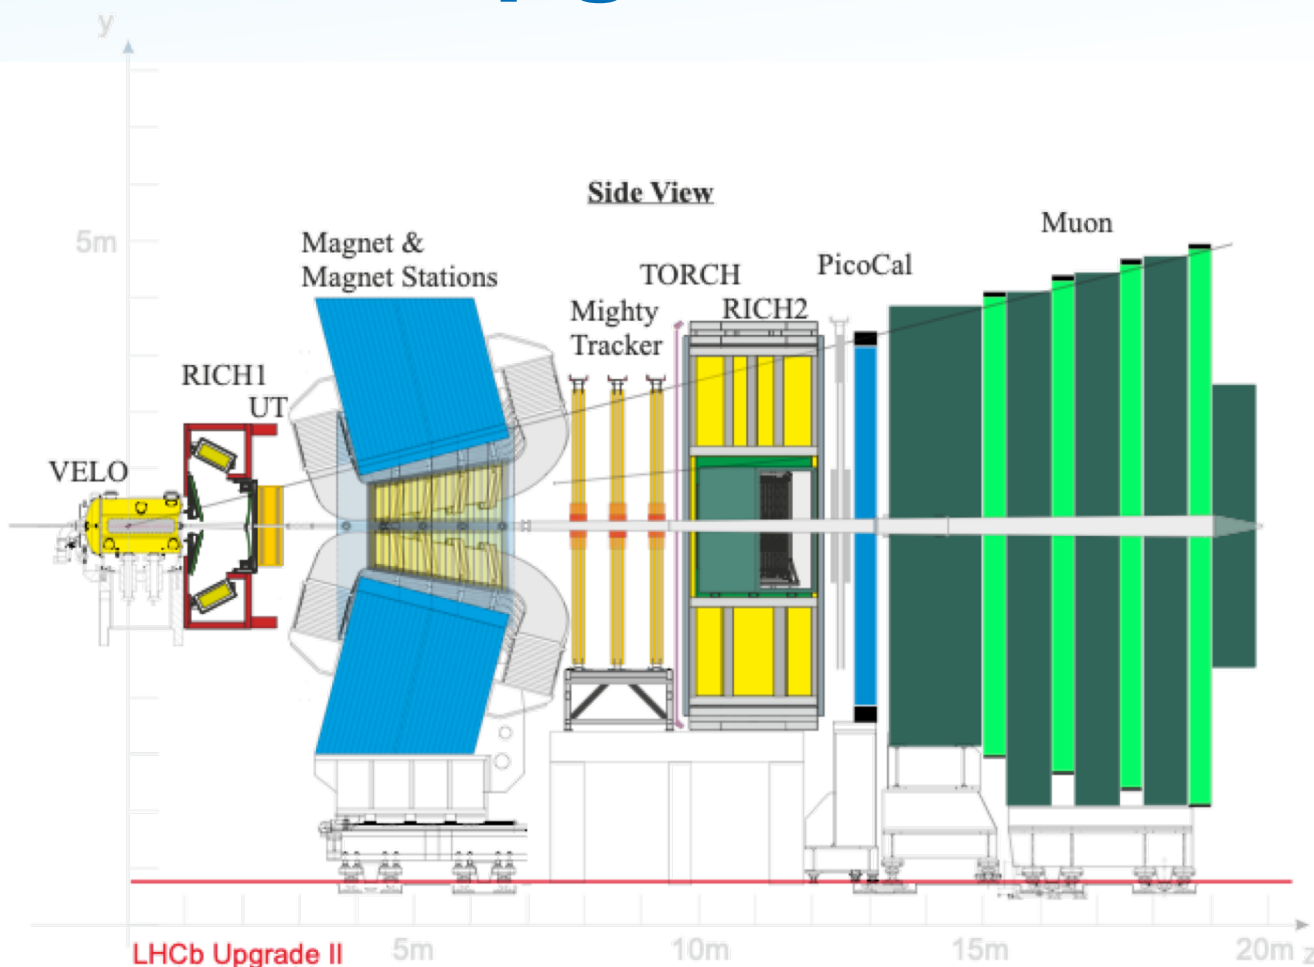 y
Side View
5m
Magnet &
Magnet Stations
Muon
TORCH
PicoCal
Mighty
Tracker
RICH2
RICH1
UT
VELO
LHCb Upgrade II
5m
10m
15m
20m
z